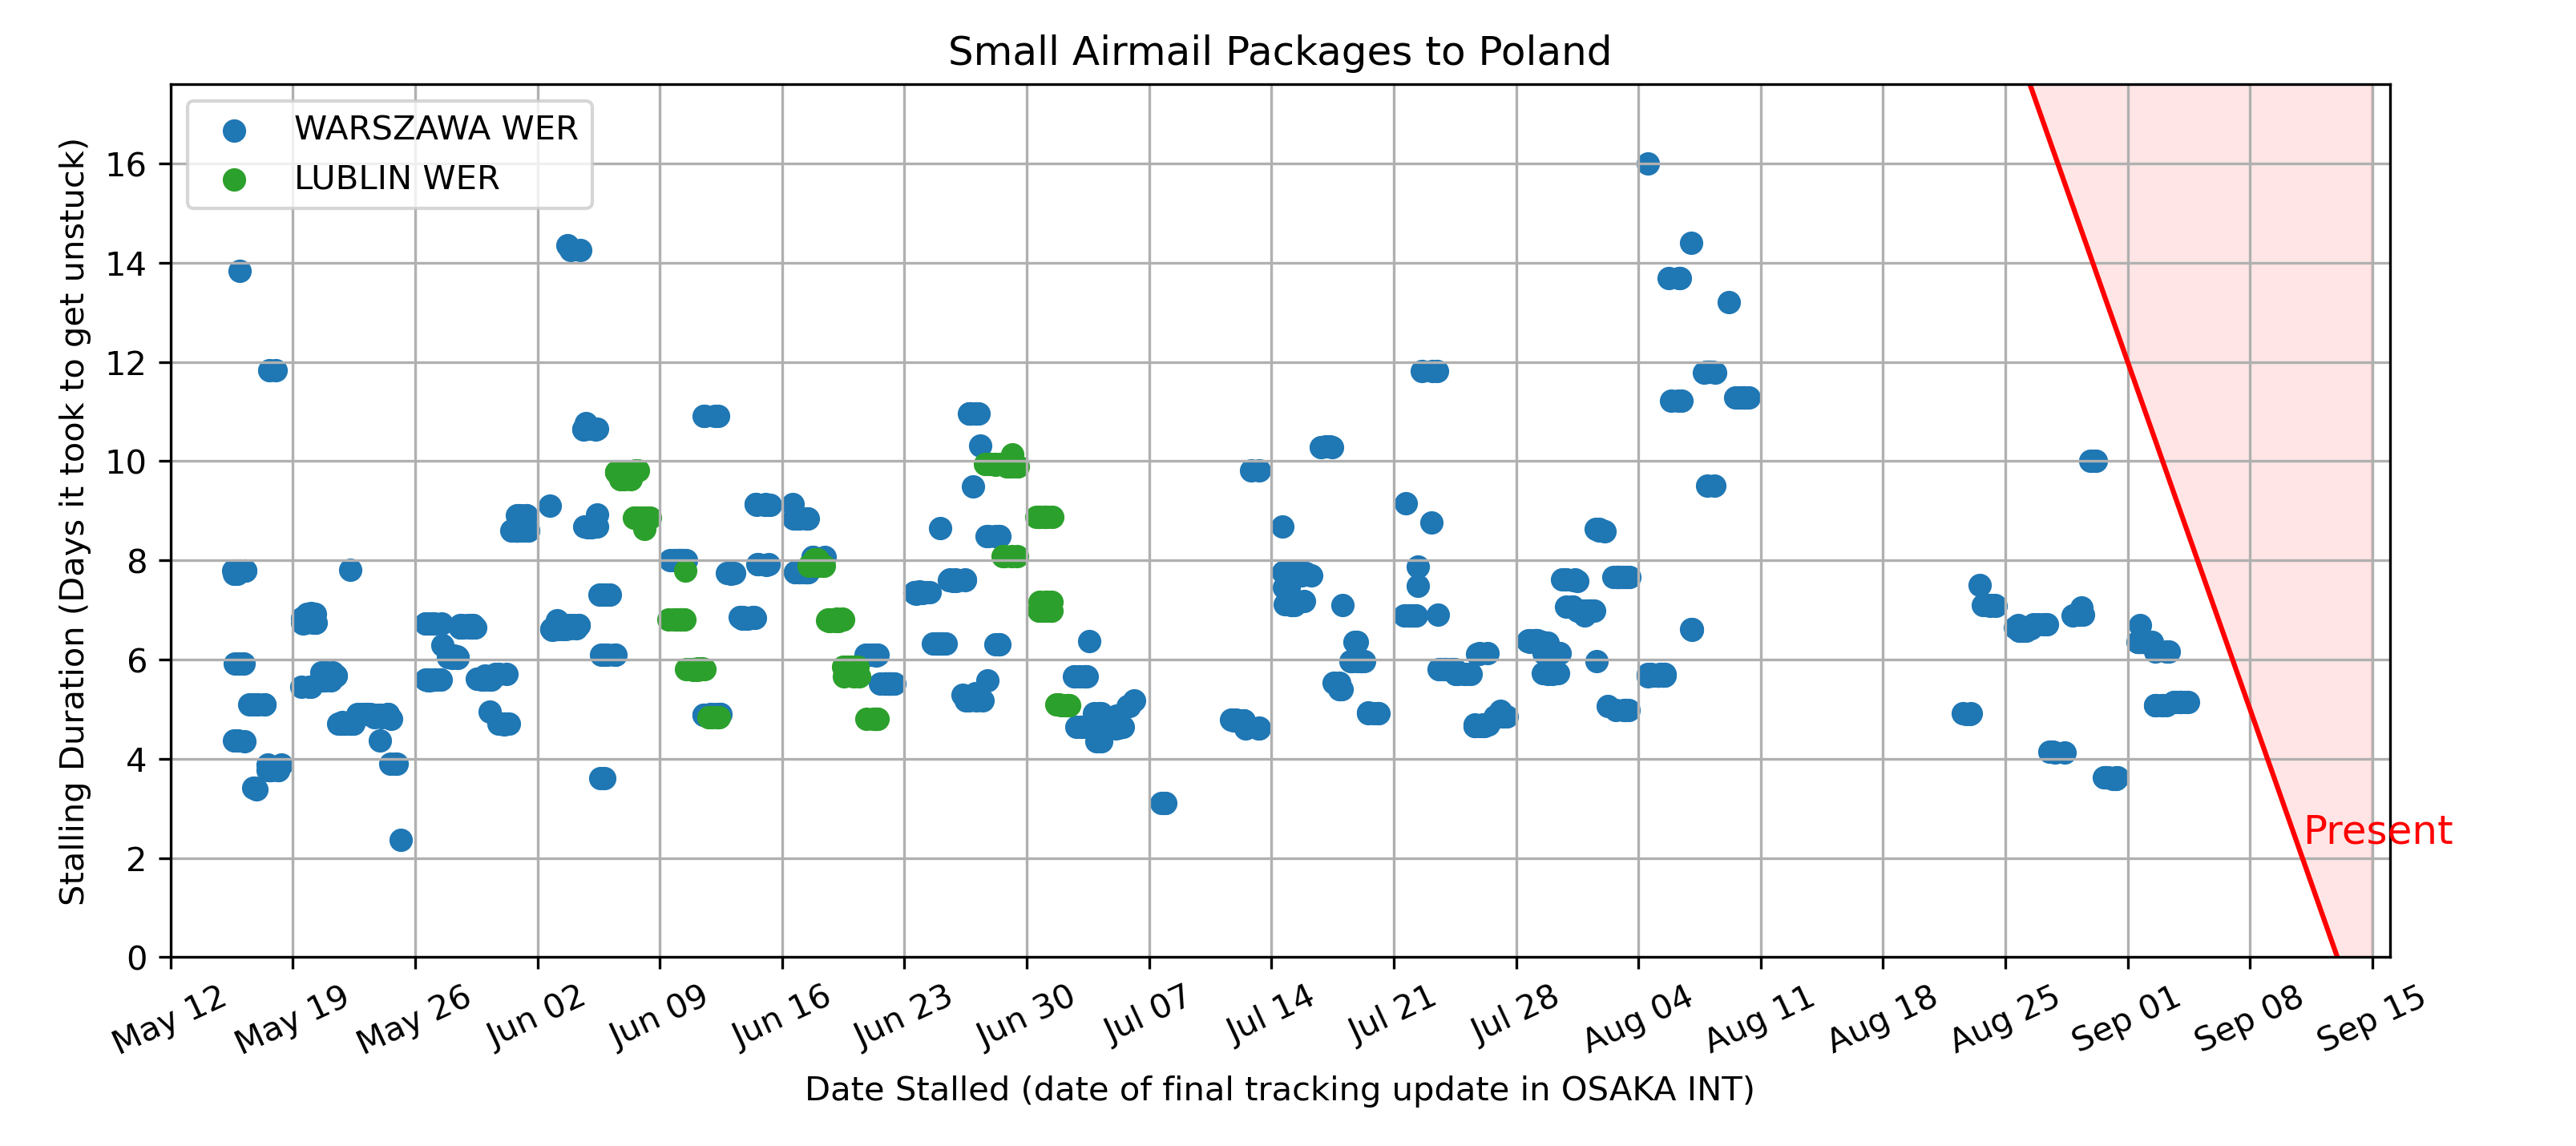 Small Airmail Packages to Poland
WARSZAWA WER
LUBLIN WER
Stalling Duration (Days it took to get unstuck)
16
14
12
10
8
6
4
2
0
Present
May 12
May 19
May 26
Jun 02
Jun 09
Jun 16
Jun 23
Jun 30
Jul 07
Jul 14
Jul 21
Jul 28
Aug 04
Aug 11
Aug 18
Aug 25
Sep 01
Sep 08
Sep 15
Date Stalled (date of final tracking update in OSAKA INT)